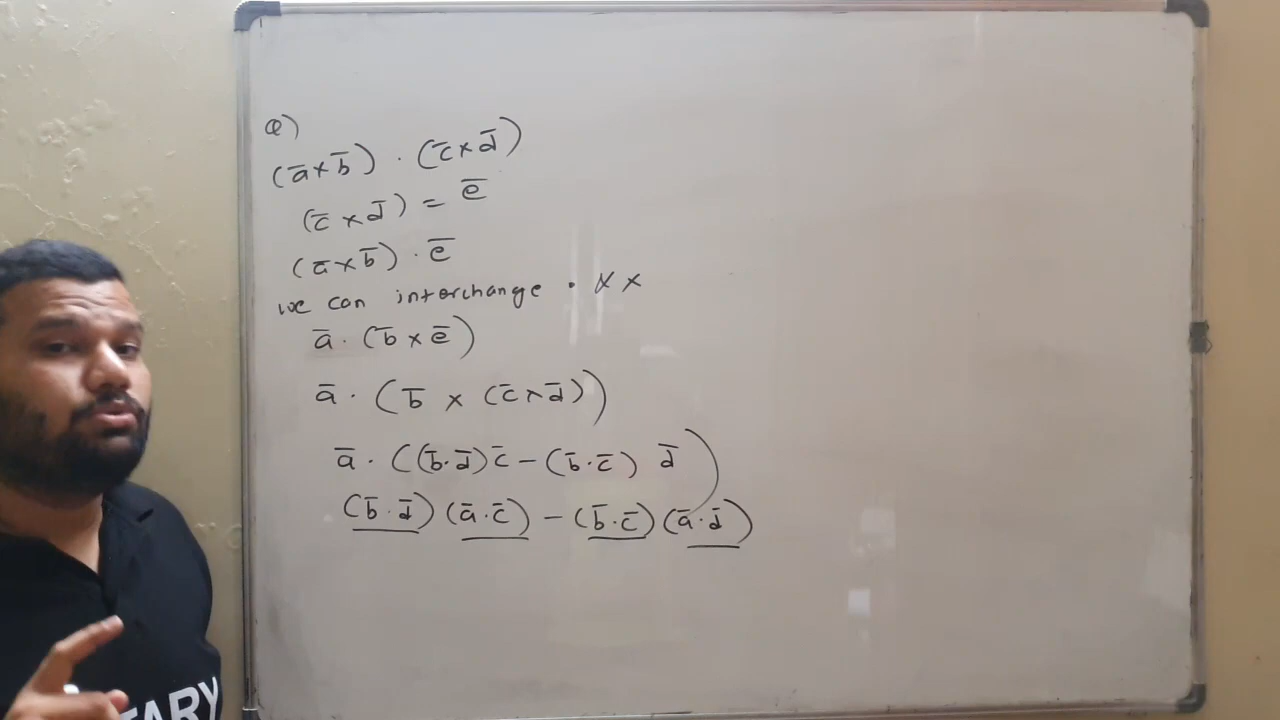 Q)
(a̅×b̅) · (c̅×d̅)
(c̅ × d̅) = e̅
(a̅×b̅) · e̅
we can interchange · × ×
a̅ · (b̅ × e̅)
a̅ · (b̅ × (c̅×d̅))
a̅ · ((b̅·d̅)c̅ - (b̅·c̅) d̅)
(b̅·d̅)(a̅·c̅) - (b̅·c̅)(a̅·d̅)
TARY